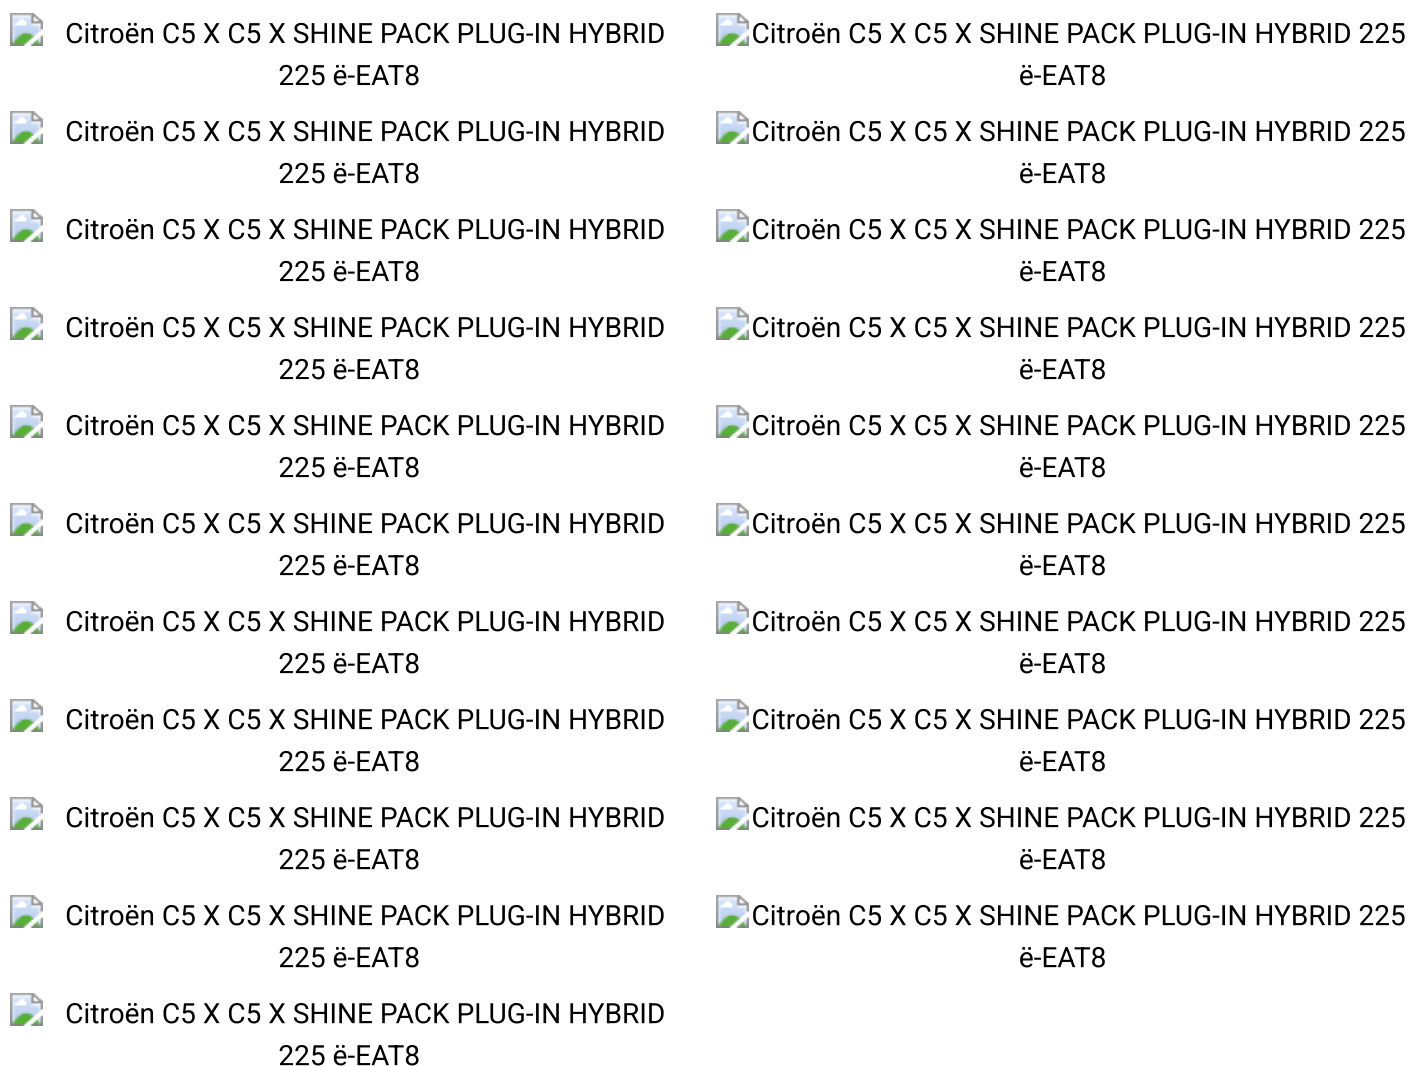 Citroën C5 X C5 X SHINE PACK PLUG-IN HYBRID
225 ë-EAT8
Citroën C5 X C5 X SHINE PACK PLUG-IN HYBRID 225
ë-EAT8
Citroën C5 X C5 X SHINE PACK PLUG-IN HYBRID
225 ë-EAT8
Citroën C5 X C5 X SHINE PACK PLUG-IN HYBRID 225
ë-EAT8
Citroën C5 X C5 X SHINE PACK PLUG-IN HYBRID
225 ë-EAT8
Citroën C5 X C5 X SHINE PACK PLUG-IN HYBRID 225
ë-EAT8
Citroën C5 X C5 X SHINE PACK PLUG-IN HYBRID
225 ë-EAT8
Citroën C5 X C5 X SHINE PACK PLUG-IN HYBRID 225
ë-EAT8
Citroën C5 X C5 X SHINE PACK PLUG-IN HYBRID
225 ë-EAT8
Citroën C5 X C5 X SHINE PACK PLUG-IN HYBRID 225
ë-EAT8
Citroën C5 X C5 X SHINE PACK PLUG-IN HYBRID
225 ë-EAT8
Citroën C5 X C5 X SHINE PACK PLUG-IN HYBRID 225
ë-EAT8
Citroën C5 X C5 X SHINE PACK PLUG-IN HYBRID
225 ë-EAT8
Citroën C5 X C5 X SHINE PACK PLUG-IN HYBRID 225
ë-EAT8
Citroën C5 X C5 X SHINE PACK PLUG-IN HYBRID
225 ë-EAT8
Citroën C5 X C5 X SHINE PACK PLUG-IN HYBRID 225
ë-EAT8
Citroën C5 X C5 X SHINE PACK PLUG-IN HYBRID
225 ë-EAT8
Citroën C5 X C5 X SHINE PACK PLUG-IN HYBRID 225
ë-EAT8
Citroën C5 X C5 X SHINE PACK PLUG-IN HYBRID
225 ë-EAT8
Citroën C5 X C5 X SHINE PACK PLUG-IN HYBRID 225
ë-EAT8
Citroën C5 X C5 X SHINE PACK PLUG-IN HYBRID
225 ë-EAT8